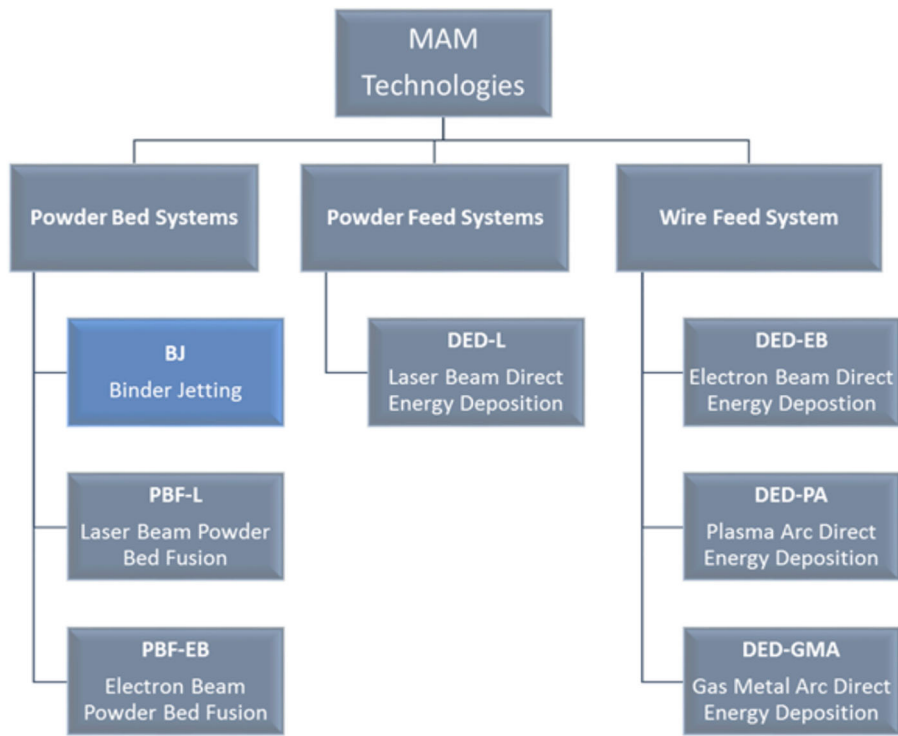 MAM
Technologies
Powder Bed Systems
Powder Feed Systems
Wire Feed System
BJ
Binder Jetting
PBF-L
Laser Beam Powder
Bed Fusion
PBF-EB
Electron Beam
Powder Bed Fusion
DED-L
Laser Beam Direct
Energy Deposition
DED-EB
Electron Beam Direct
Energy Depostion
DED-PA
Plasma Arc Direct
Energy Deposition
DED-GMA
Gas Metal Arc Direct
Energy Deposition